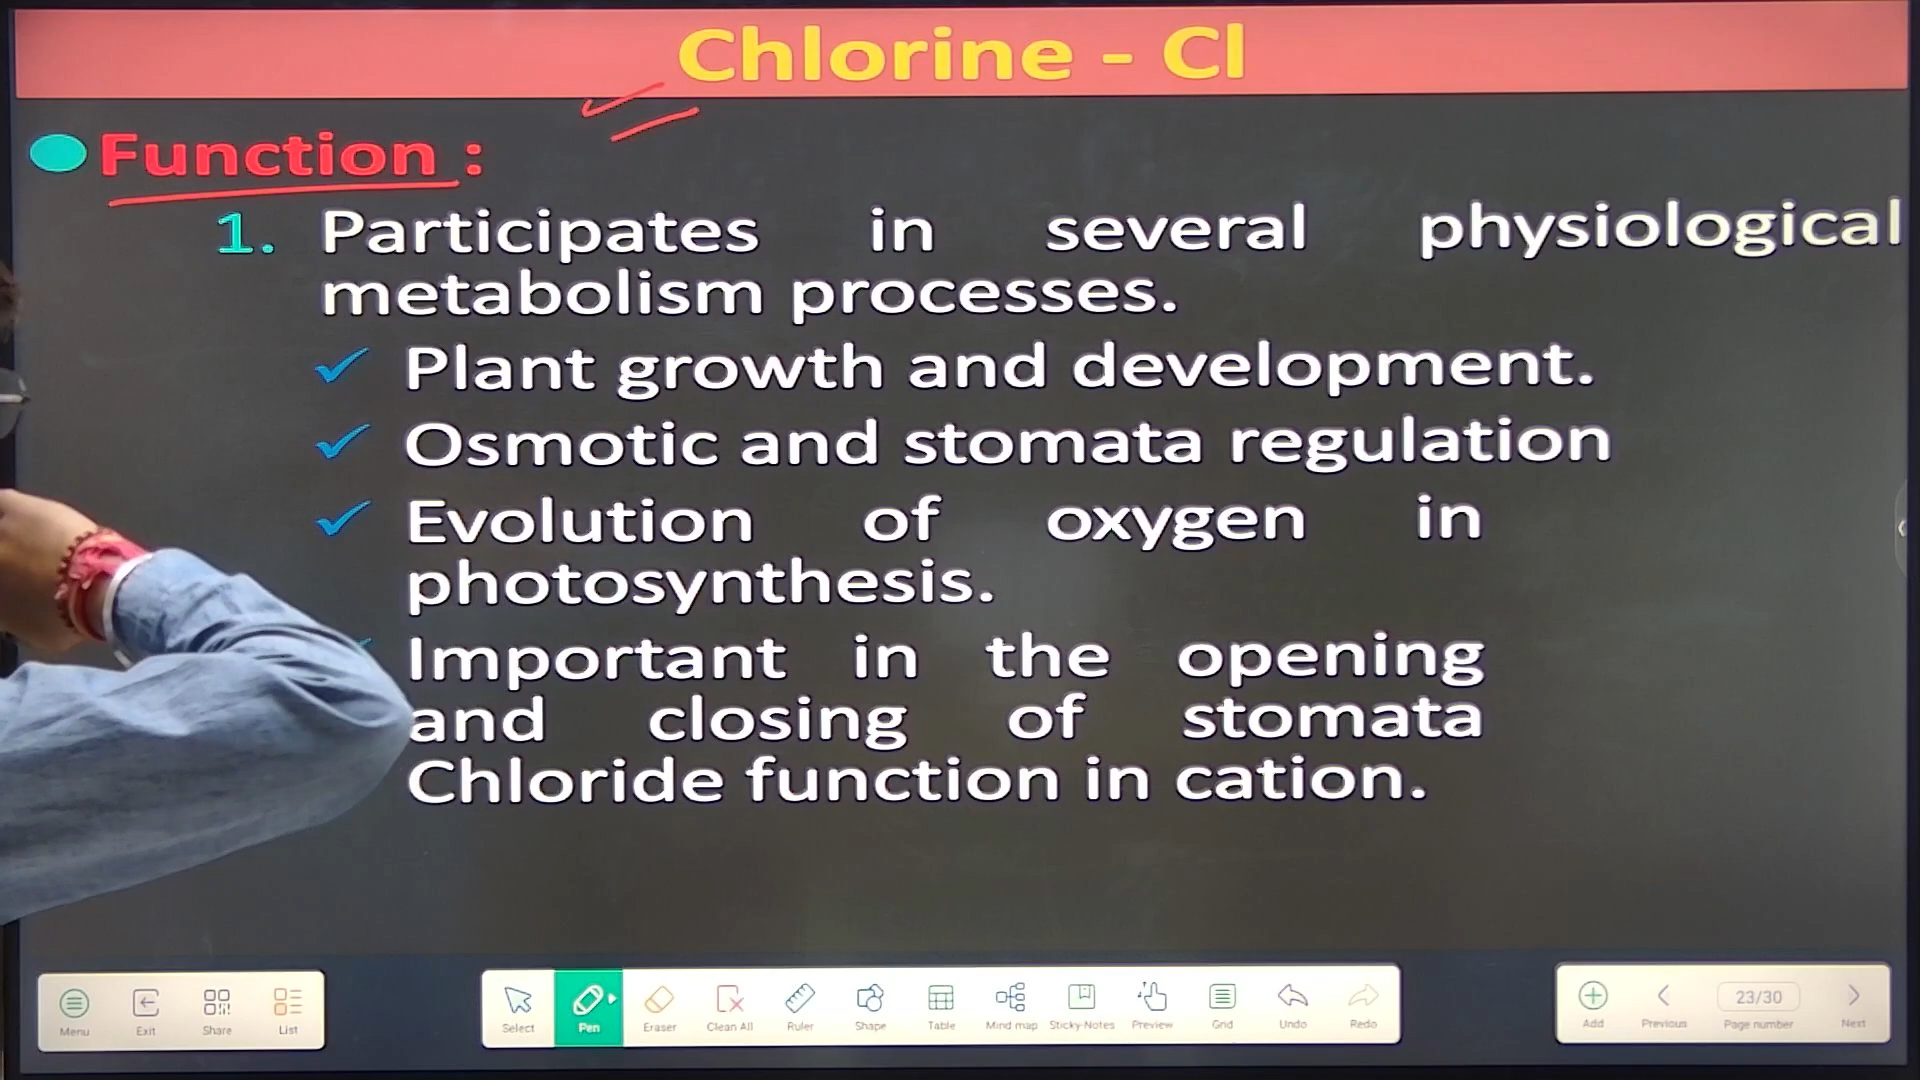 Chlorine - Cl
Function :
1. Participates in several physiological
metabolism processes.
Plant growth and development.
Osmotic and stomata regulation
Evolution of oxygen in
photosynthesis.
Important in the opening
and closing of stomata
Chloride function in cation.
Menu Exit Share List
Select Pen Eraser Clean All Ruler Shape Table Mind map Sticky-Notes Preview Grid Undo Redo
23/30
Add Previous Page number Next